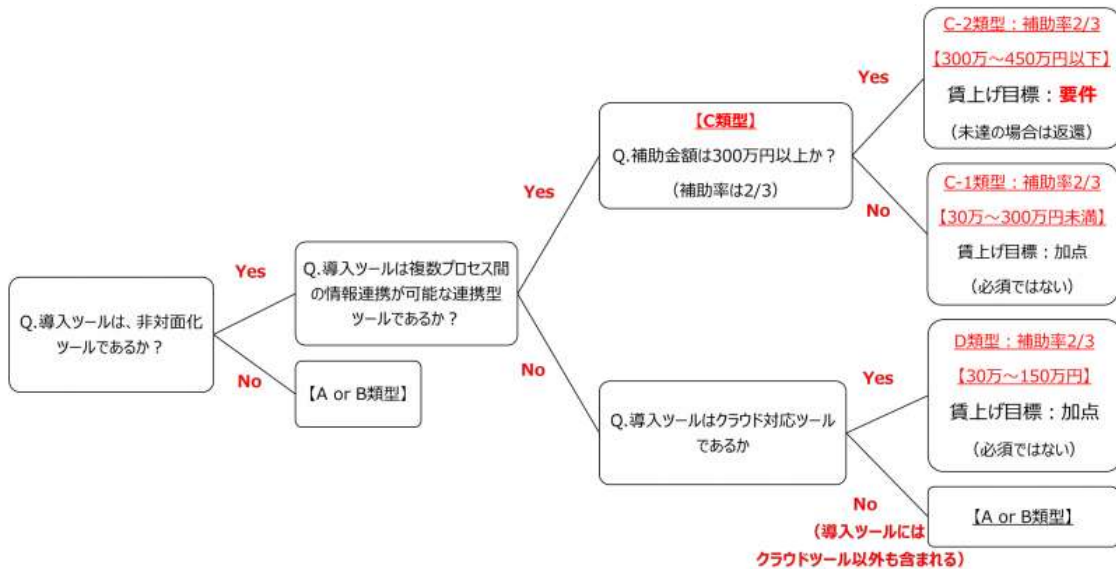 Q.導入ツールは、非対面化
ツールであるか？
Yes
No
Q.導入ツールは複数プロセス間
の情報連携が可能な連携型
ツールであるか？
【A or B類型】
Yes
No
【C類型】
Q.補助金額は300万円以上か？
（補助率は2/3）
Yes
No
C-2類型：補助率2/3
【300万～450万円以下】
賃上げ目標：要件
（未達の場合は返還）
C-1類型：補助率2/3
【30万～300万円未満】
賃上げ目標：加点
（必須ではない）
Q.導入ツールはクラウド対応ツール
であるか
Yes
No
（導入ツールには
クラウドツール以外も含まれる）
D類型：補助率2/3
【30万～150万円】
賃上げ目標：加点
（必須ではない）
【A or B類型】